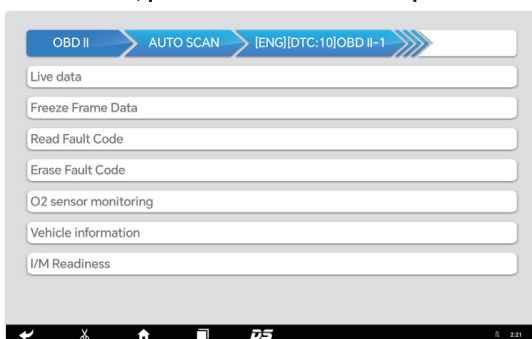 OBD II AUTO SCAN [ENG][DTC:10]OBD II-1
Live data
Freeze Frame Data
Read Fault Code
Erase Fault Code
O2 sensor monitoring
Vehicle information
I/M Readiness
DS 2:21